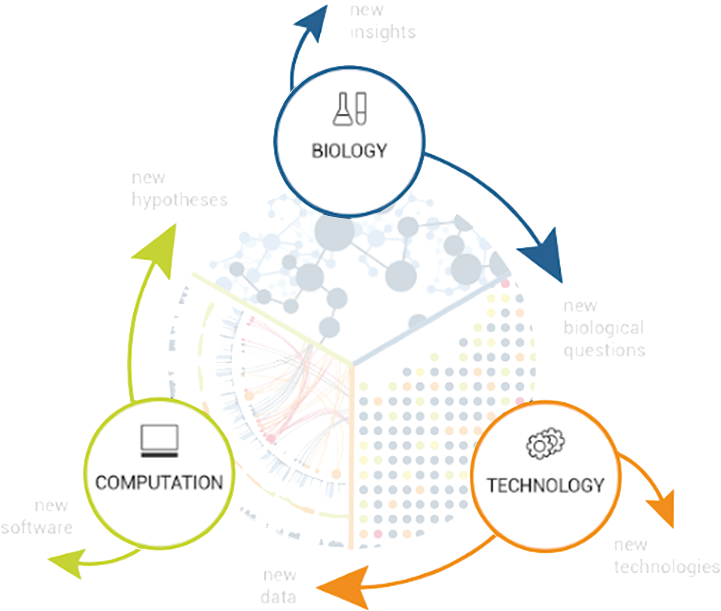 new
insights
BIOLOGY
new
hypotheses
new
biological
questions
COMPUTATION
TECHNOLOGY
new
software
new
technologies
new
data